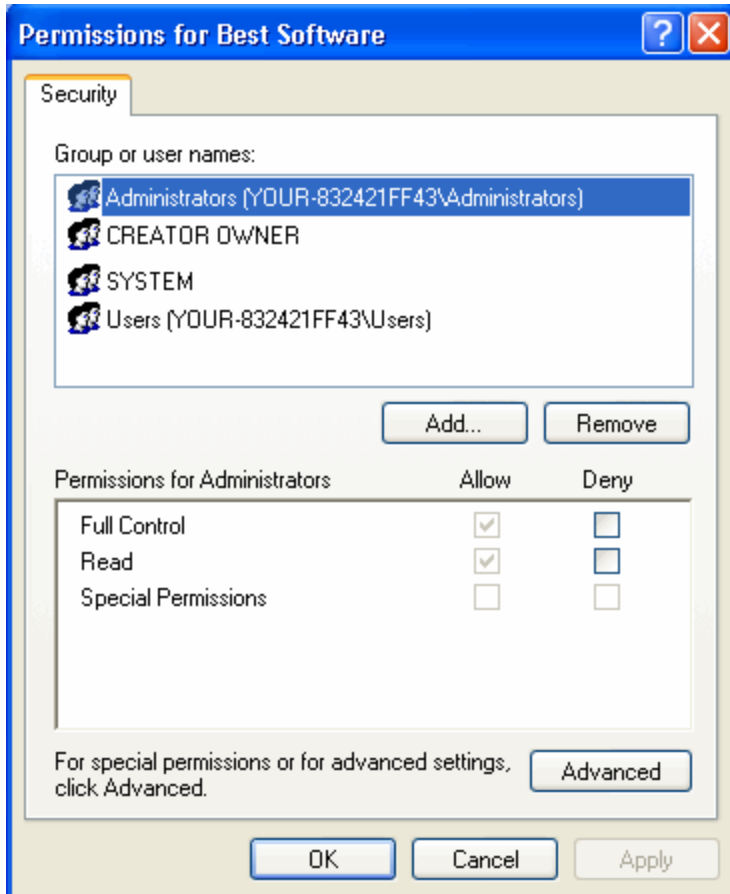 Permissions for Best Software
Security
Group or user names:
Administrators (YOUR-832421FF43\Administrators)
CREATOR OWNER
SYSTEM
Users (YOUR-832421FF43\Users)
Add... Remove
Permissions for Administrators Allow Deny
Full Control
Read
Special Permissions
For special permissions or for advanced settings,
click Advanced.
Advanced
OK Cancel Apply